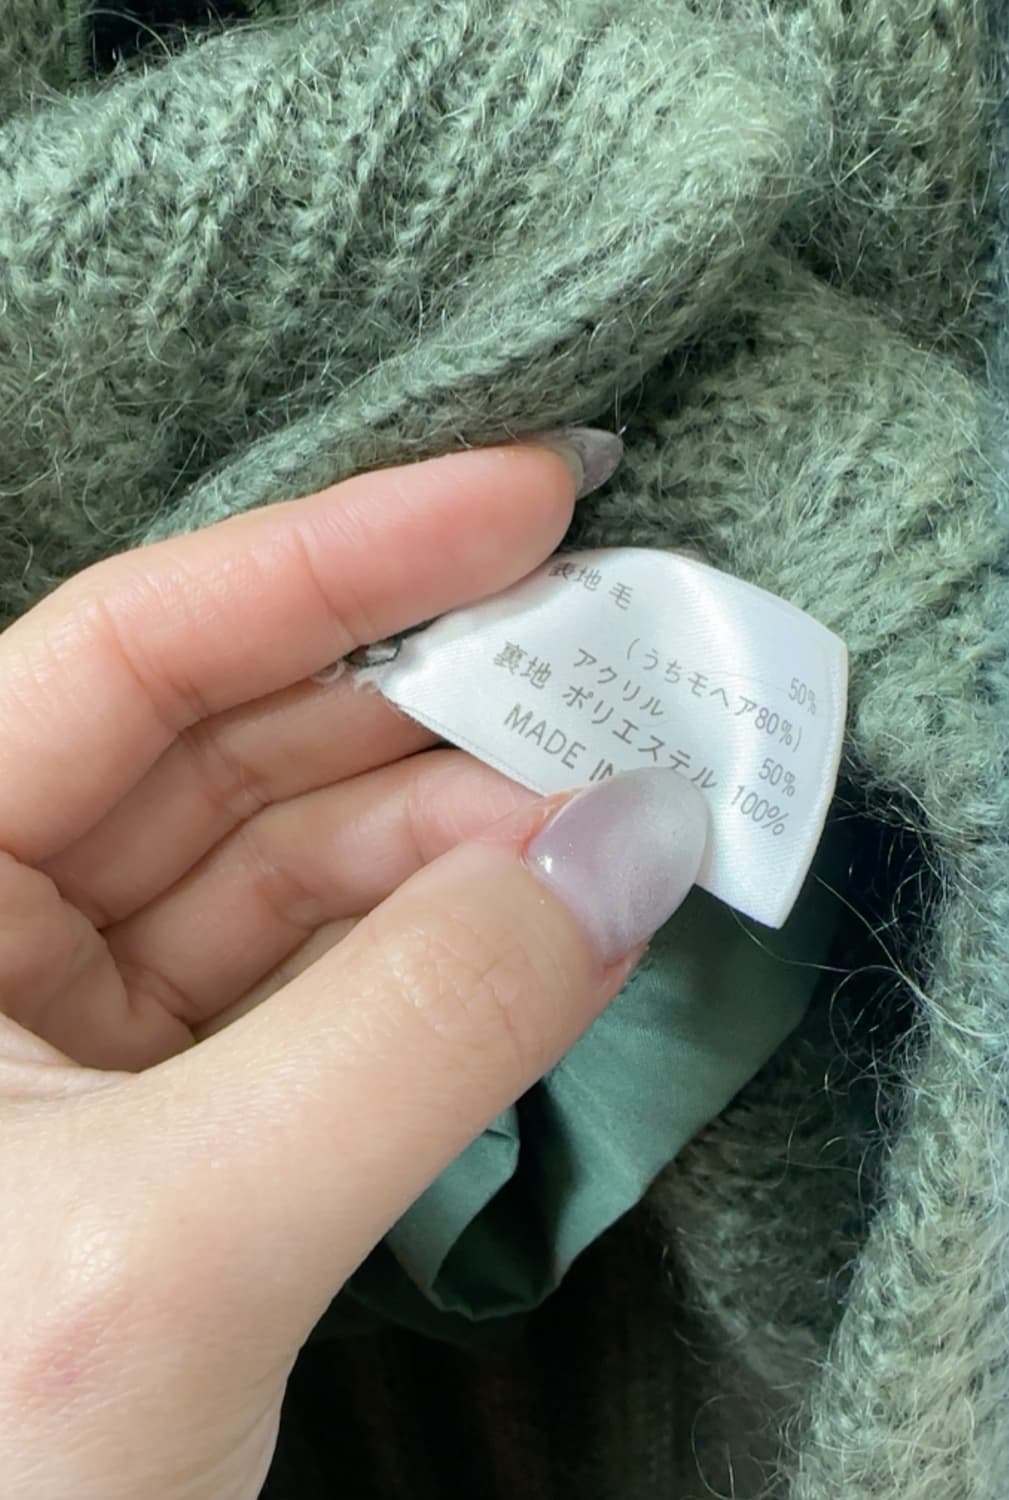 表地 毛 50%
(うちモヘア80%)
アクリル 50%
裏地 ポリエステル 100%
MADE IN